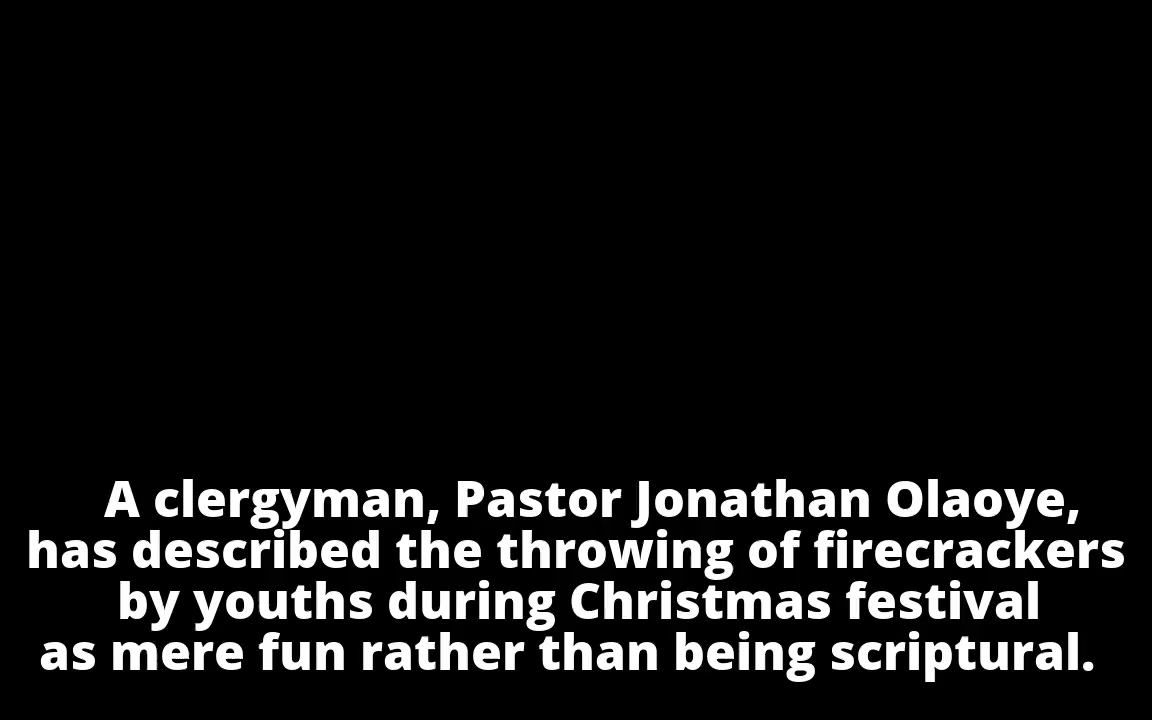 A clergyman, Pastor Jonathan Olaoye,
has described the throwing of firecrackers
by youths during Christmas festival
as mere fun rather than being scriptural.